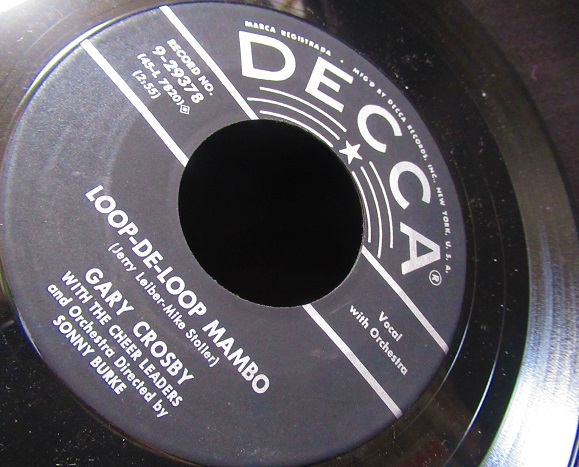 MARCA REGISTRADA • MFG'D BY DECCA RECORDS, INC., NEW YORK, U.S.A.
DECCA®
RECORD NO.
9-29378
(45-L 7820)
(2:55)
Vocal
with Orchestra
LOOP-DE-LOOP MAMBO
(Jerry Leiber-Mike Stoller)
GARY CROSBY
WITH THE CHEER LEADERS
and Orchestra Directed by
SONNY BURKE